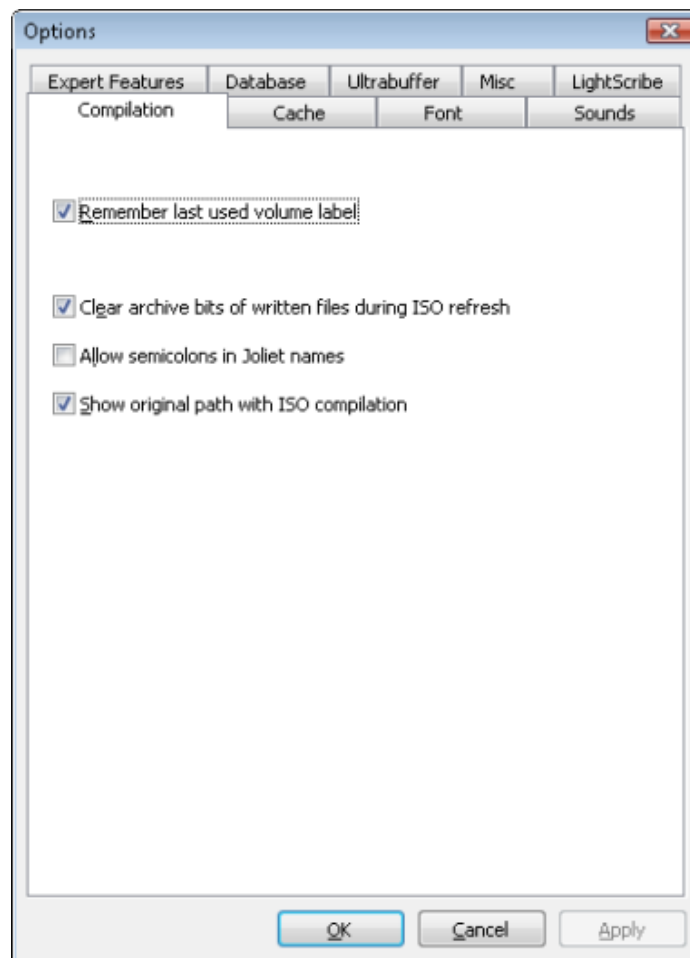 Options
Expert Features Database Ultrabuffer Misc LightScribe
Compilation Cache Font Sounds
Remember last used volume label
Clear archive bits of written files during ISO refresh
Allow semicolons in Joliet names
Show original path with ISO compilation
OK Cancel Apply